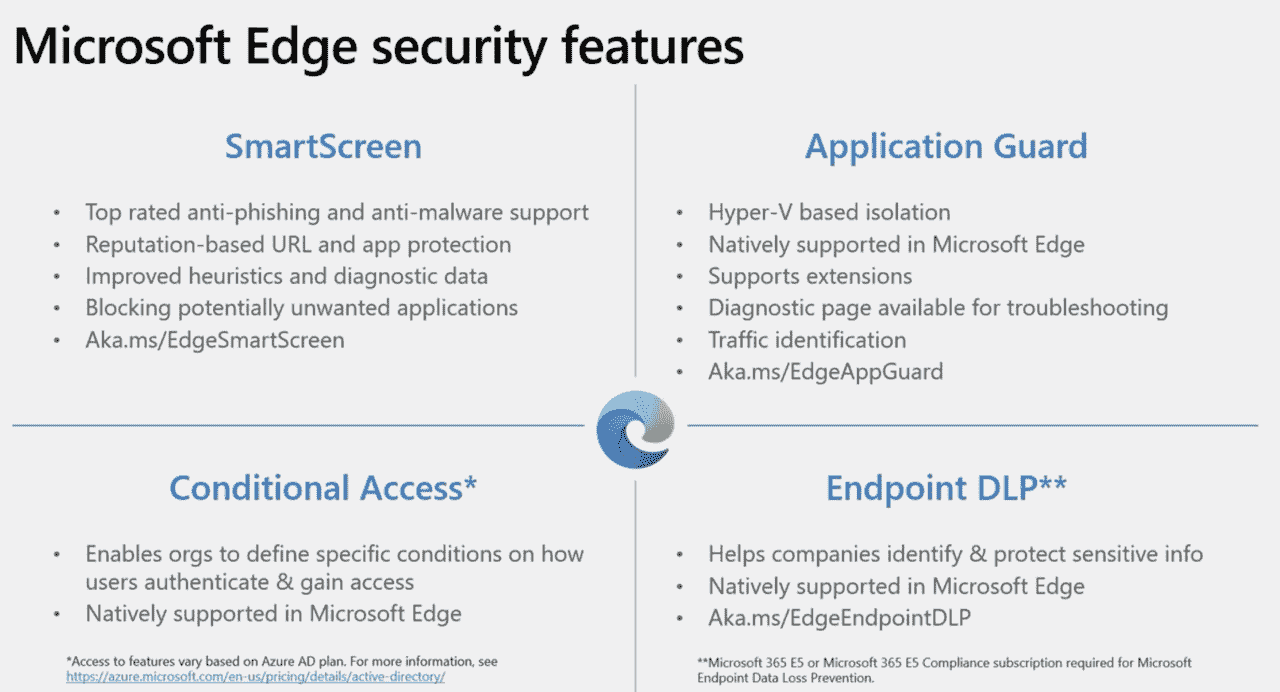 Microsoft Edge security features
SmartScreen
• Top rated anti-phishing and anti-malware support
• Reputation-based URL and app protection
• Improved heuristics and diagnostic data
• Blocking potentially unwanted applications
• Aka.ms/EdgeSmartScreen
Application Guard
• Hyper-V based isolation
• Natively supported in Microsoft Edge
• Supports extensions
• Diagnostic page available for troubleshooting
• Traffic identification
• Aka.ms/EdgeAppGuard
Conditional Access*
• Enables orgs to define specific conditions on how
users authenticate & gain access
• Natively supported in Microsoft Edge
*Access to features vary based on Azure AD plan. For more information, see
https://azure.microsoft.com/en-us/pricing/details/active-directory/
Endpoint DLP**
• Helps companies identify & protect sensitive info
• Natively supported in Microsoft Edge
• Aka.ms/EdgeEndpointDLP
**Microsoft 365 E5 or Microsoft 365 E5 Compliance subscription required for Microsoft
Endpoint Data Loss Prevention.